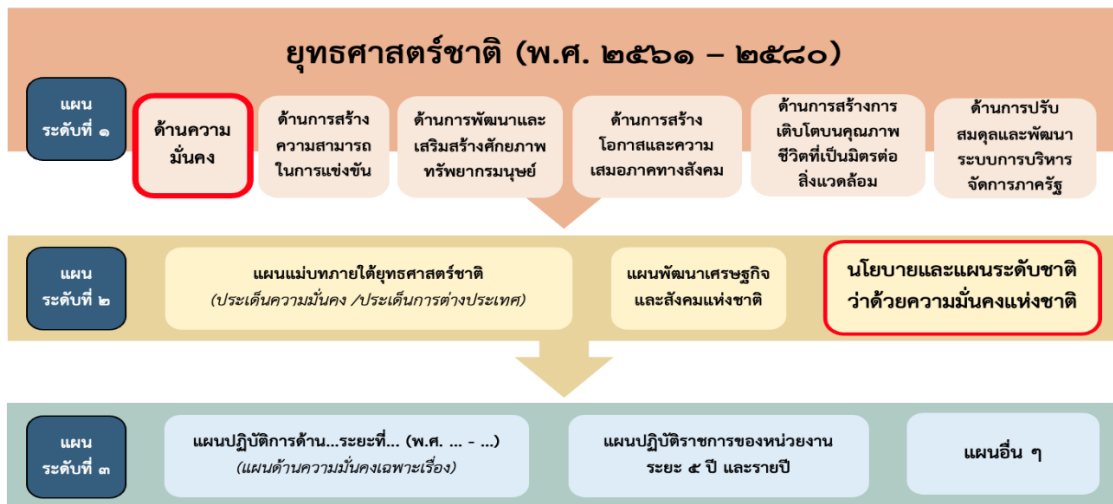 ยุทธศาสตร์ชาติ (พ.ศ. ๒๕๖๑ – ๒๕๘๐)
แผน
ระดับที่ ๑
ด้านความ
มั่นคง
ด้านการสร้าง
ความสามารถ
ในการแข่งขัน
ด้านการพัฒนาและ
เสริมสร้างศักยภาพ
ทรัพยากรมนุษย์
ด้านการสร้าง
โอกาสและความ
เสมอภาคทางสังคม
ด้านการสร้างการ
เติบโตบนคุณภาพ
ชีวิตที่เป็นมิตรต่อ
สิ่งแวดล้อม
ด้านการปรับ
สมดุลและพัฒนา
ระบบการบริหาร
จัดการภาครัฐ
แผน
ระดับที่ ๒
แผนแม่บทภายใต้ยุทธศาสตร์ชาติ
(ประเด็นความมั่นคง /ประเด็นการต่างประเทศ)
แผนพัฒนาเศรษฐกิจ
และสังคมแห่งชาติ
นโยบายและแผนระดับชาติ
ว่าด้วยความมั่นคงแห่งชาติ
แผน
ระดับที่ ๓
แผนปฏิบัติการด้าน...ระยะที่... (พ.ศ. ... - ...)
(แผนด้านความมั่นคงเฉพาะเรื่อง)
แผนปฏิบัติราชการของหน่วยงาน
ระยะ ๕ ปี และรายปี
แผนอื่น ๆ